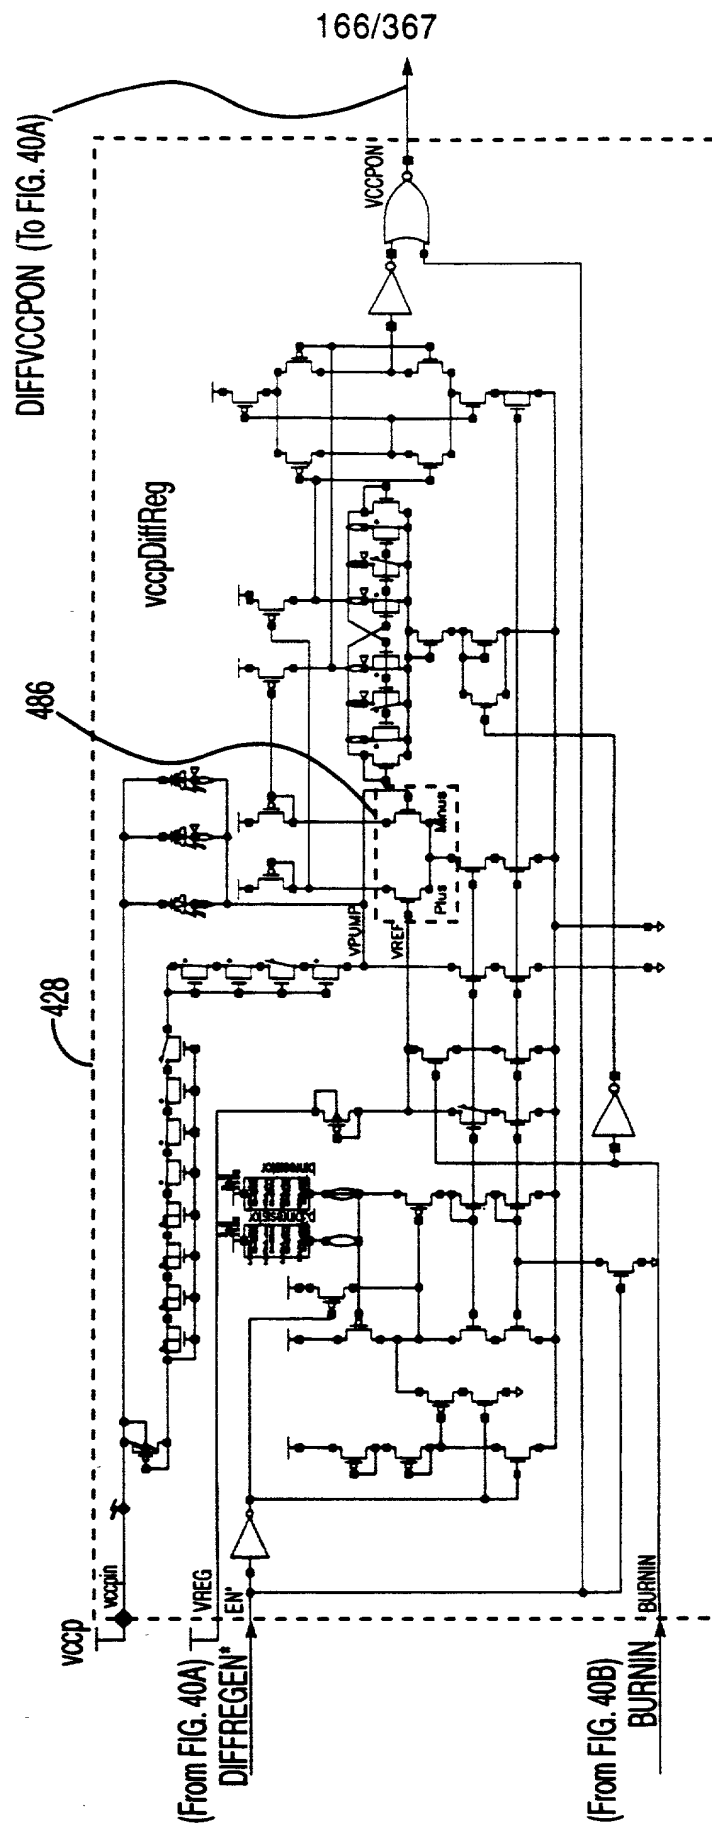 166/367
DIFFVCCPON (To FIG. 40A)
VCCPON
vccpDiffReg
486
Minus
Plus
VPUMP
VREF
428
binresistor
vccp
vccpin
VREG
EN*
(From FIG. 40A)
DIFFREGEN*
(From FIG. 40B)
BURNIN
BURNIN